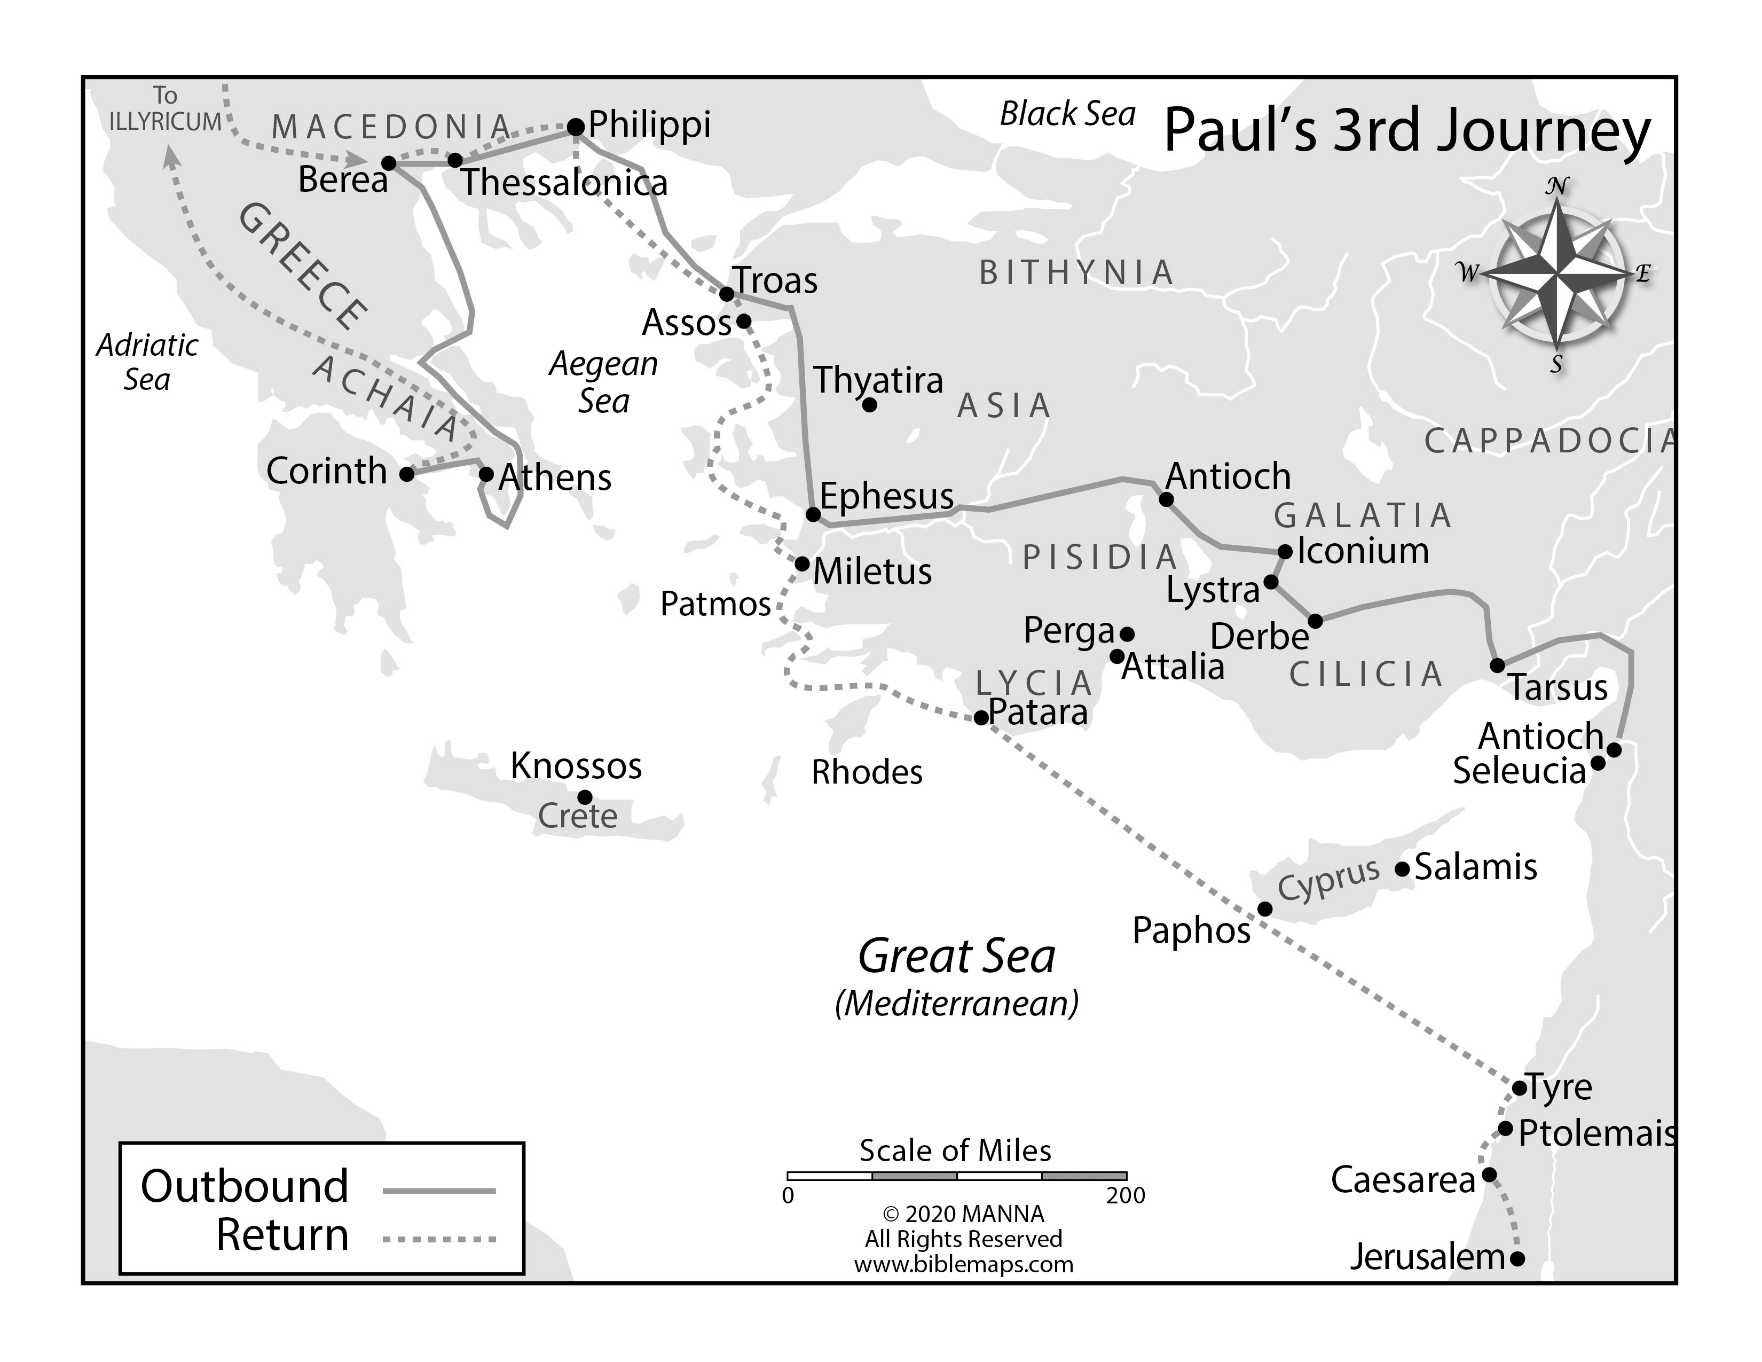 To
ILLYRICUM
MACEDONIA
Philippi
Black Sea
Paul's 3rd Journey
Berea
Thessalonica
N
W
E
S
GREECE
Troas
Assos
BITHYNIA
Adriatic
Sea
ACHAIA
Aegean
Sea
Thyatira
ASIA
CAPPADOCIA
Corinth
Athens
Ephesus
Antioch
GALATIA
Iconium
PISIDIA
Miletus
Lystra
Patmos
Perga
Derbe
Attalia
LYCIA
CILICIA
Tarsus
Patara
Antioch
Seleucia
Knossos
Crete
Rhodes
Cyprus
Salamis
Paphos
Great Sea
(Mediterranean)
Tyre
Ptolemais
Caesarea
Jerusalem
Scale of Miles
0 200
© 2020 MANNA
All Rights Reserved
www.biblemaps.com
Outbound
Return